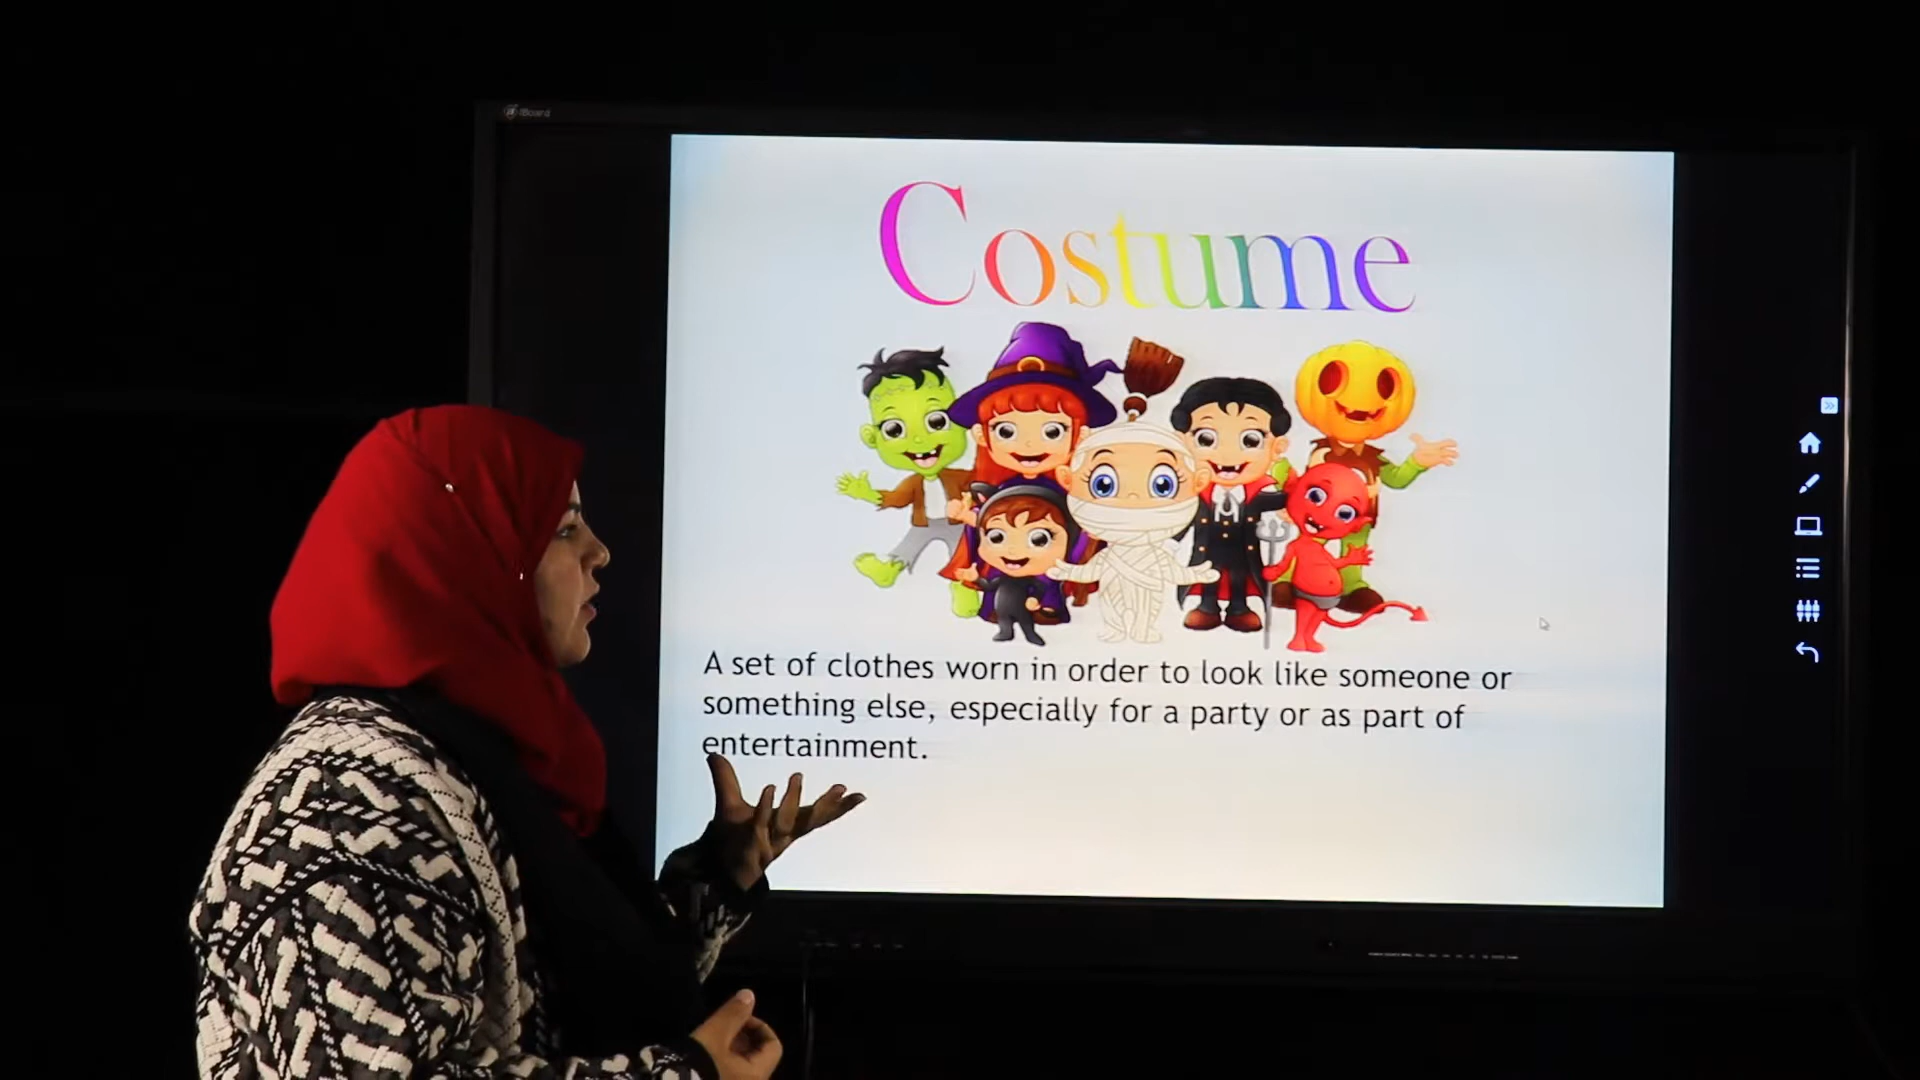 IBoard
Costume
A set of clothes worn in order to look like someone or
something else, especially for a party or as part of
entertainment.